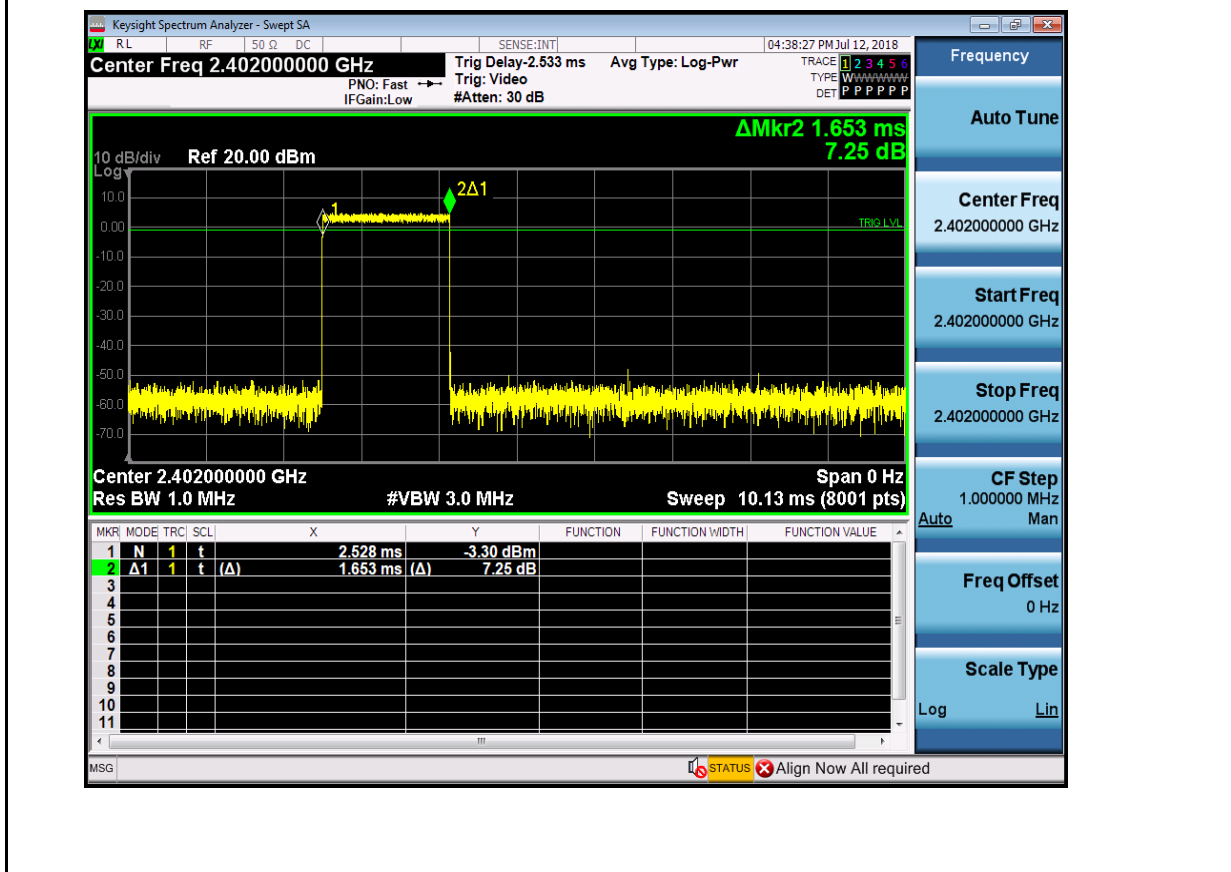 Keysight Spectrum Analyzer - Swept SA
LXI RL RF 50 Ω DC SENSE:INT 04:38:27 PM Jul 12, 2018
Center Freq 2.402000000 GHz
PNO: Fast
IFGain:Low
Trig Delay-2.533 ms
Trig: Video
#Atten: 30 dB
Avg Type: Log-Pwr
TRACE 1 2 3 4 5 6
TYPE WWWWWW
DET P P P P P P
ΔMkr2 1.653 ms
7.25 dB
10 dB/div Ref 20.00 dBm
Log
10.0
0.00
-10.0
-20.0
-30.0
-40.0
-50.0
-60.0
-70.0
1
2Δ1
TRIG LVL
Center 2.402000000 GHz Span 0 Hz
Res BW 1.0 MHz #VBW 3.0 MHz Sweep 10.13 ms (8001 pts)
MKR MODE TRC SCL X Y FUNCTION FUNCTION WIDTH FUNCTION VALUE
1 N 1 t 2.528 ms -3.30 dBm
2 Δ1 1 t (Δ) 1.653 ms (Δ) 7.25 dB
3
4
5
6
7
8
9
10
11
MSG STATUS Align Now All required
Frequency
Auto Tune
Center Freq
2.402000000 GHz
Start Freq
2.402000000 GHz
Stop Freq
2.402000000 GHz
CF Step
1.000000 MHz
Auto Man
Freq Offset
0 Hz
Scale Type
Log Lin